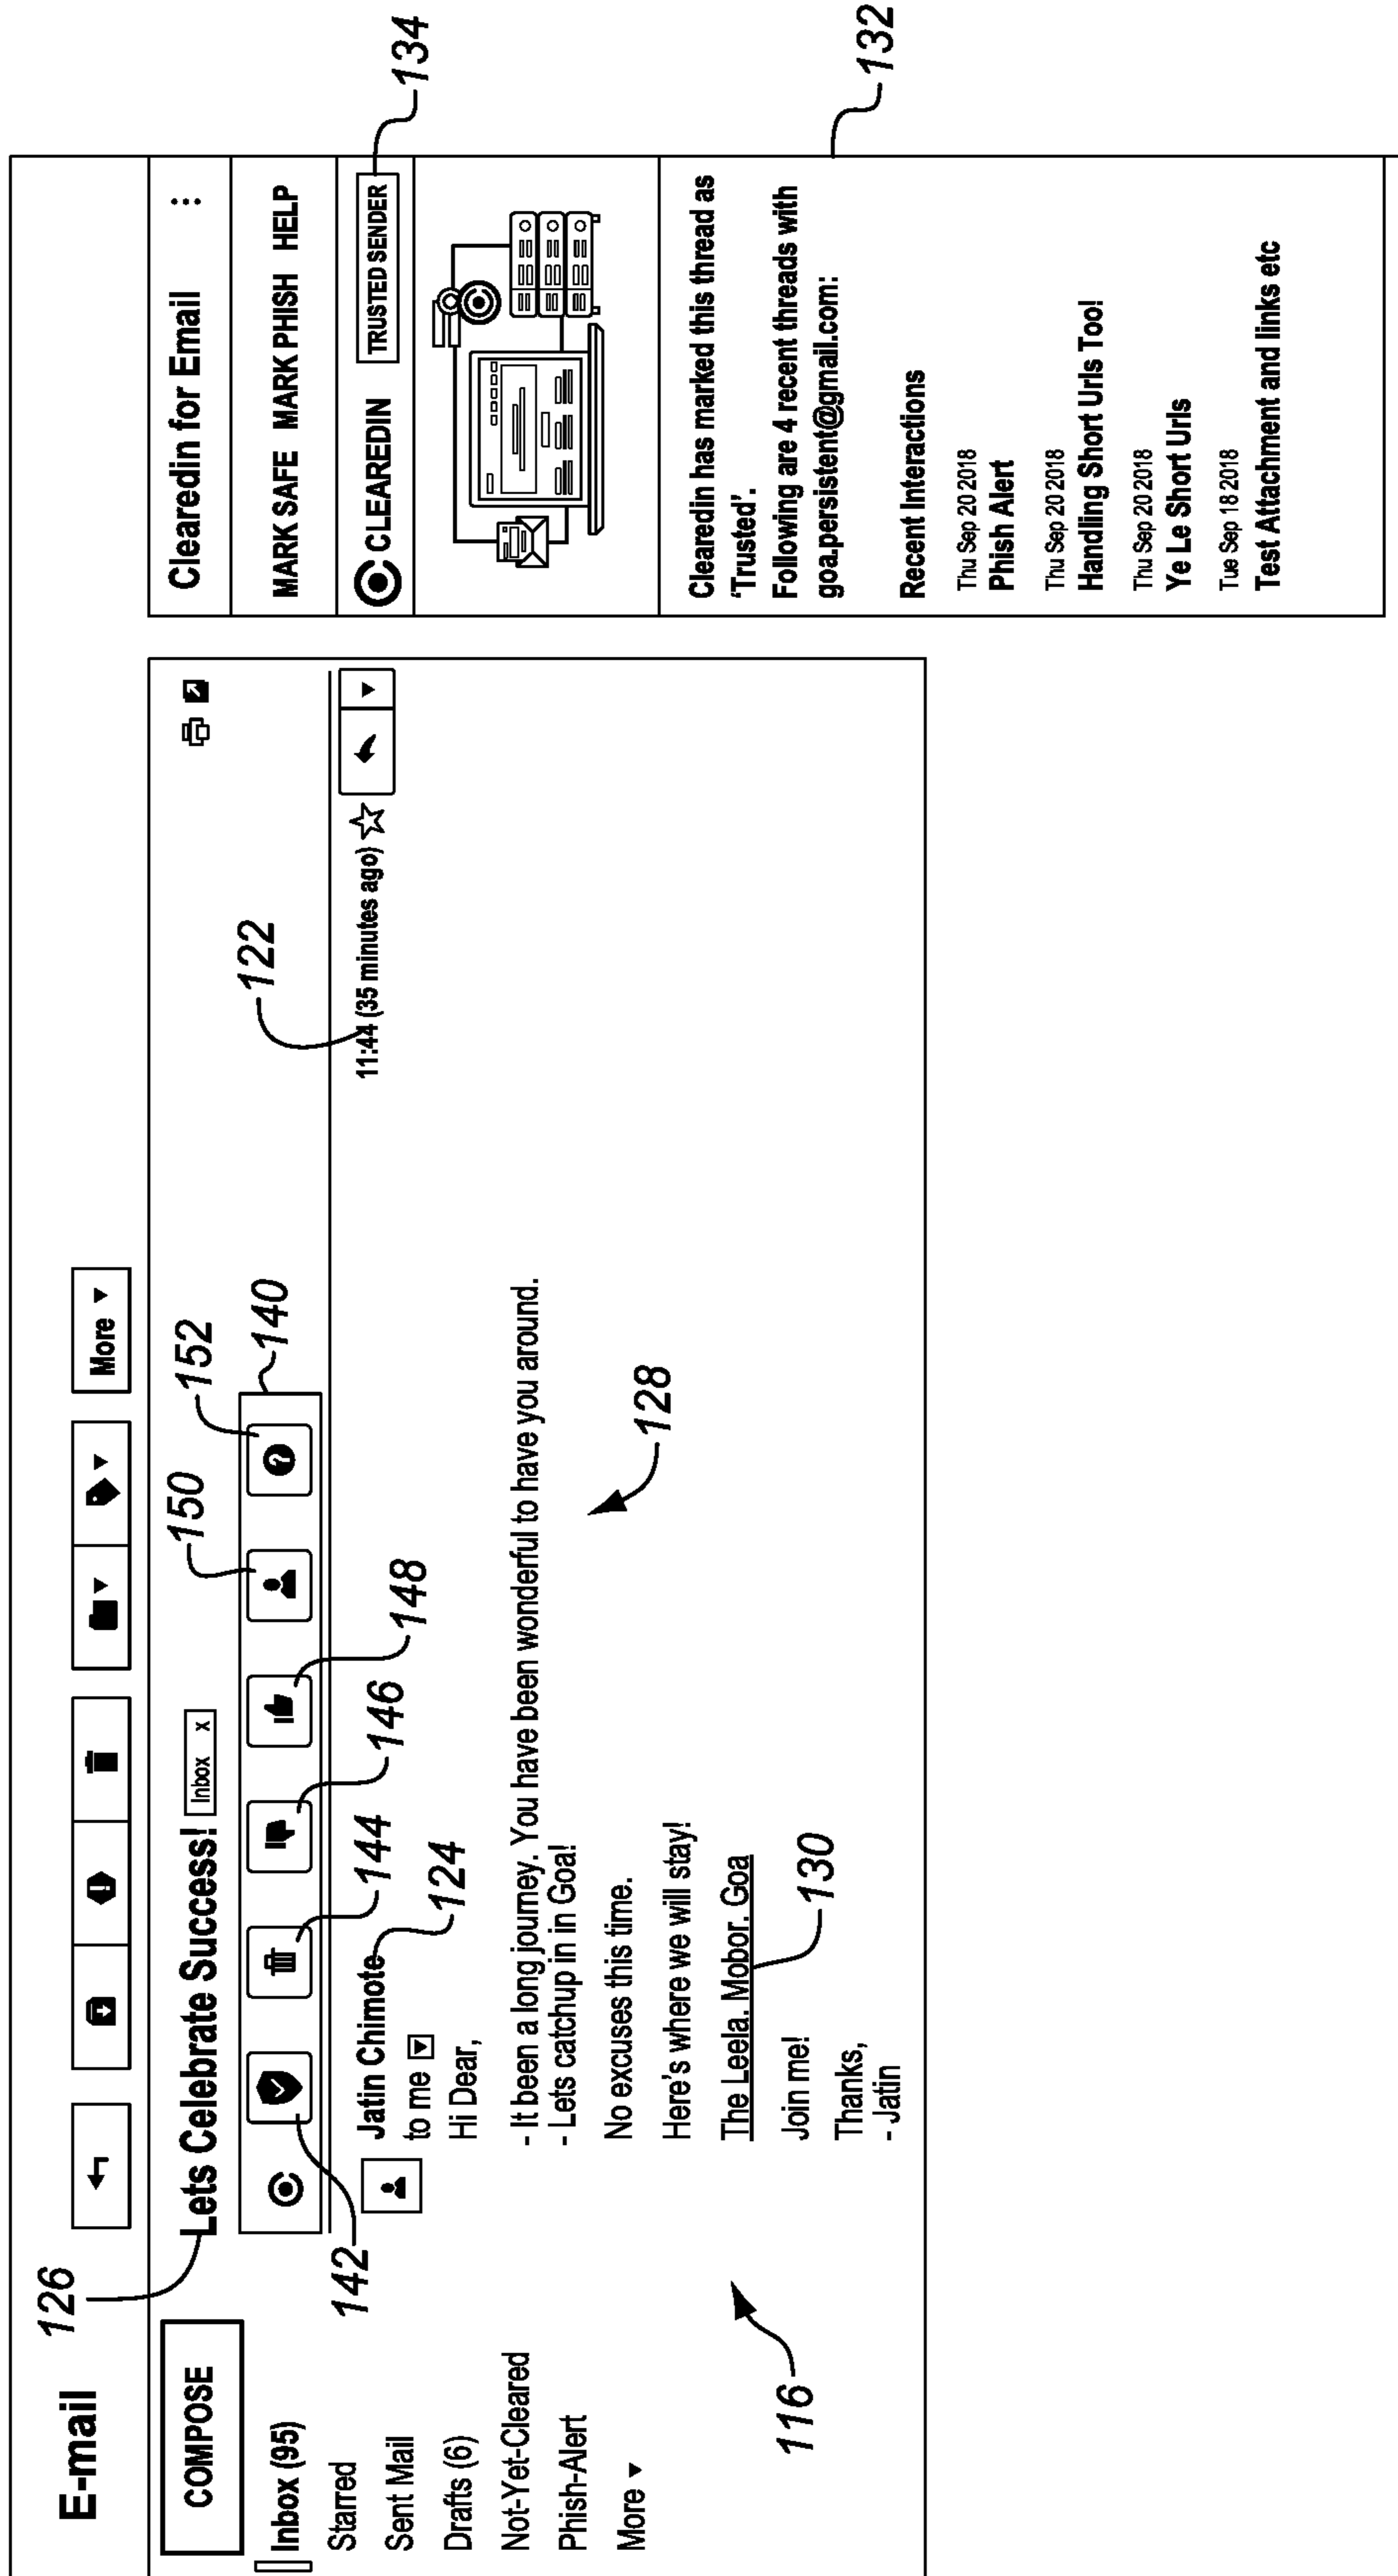 E-mail
126
More ▼
COMPOSE
Inbox (95)
Starred
Sent Mail
Drafts (6)
Not-Yet-Cleared
Phish-Alert
More ▼
116
Lets Celebrate Success!
Inbox x
150
152
140
142
144
146
148
?
Jatin Chimote
124
122
11:44 (35 minutes ago)
to me
Hi Dear,
- It been a long journey. You have been wonderful to have you around.
- Lets catchup in in Goa!
No excuses this time.
Here's where we will stay!
The Leela. Mobor. Goa
130
128
Join me!
Thanks,
- Jatin
Clearedin for Email
MARK SAFE MARK PHISH HELP
CLEAREDIN
TRUSTED SENDER
134
Clearedin has marked this thread as
'Trusted'.
Following are 4 recent threads with
goa.persistent@gmail.com:
132
Recent Interactions
Thu Sep 20 2018
Phish Alert
Thu Sep 20 2018
Handling Short Urls Too!
Thu Sep 20 2018
Ye Le Short Urls
Tue Sep 18 2018
Test Attachment and links etc